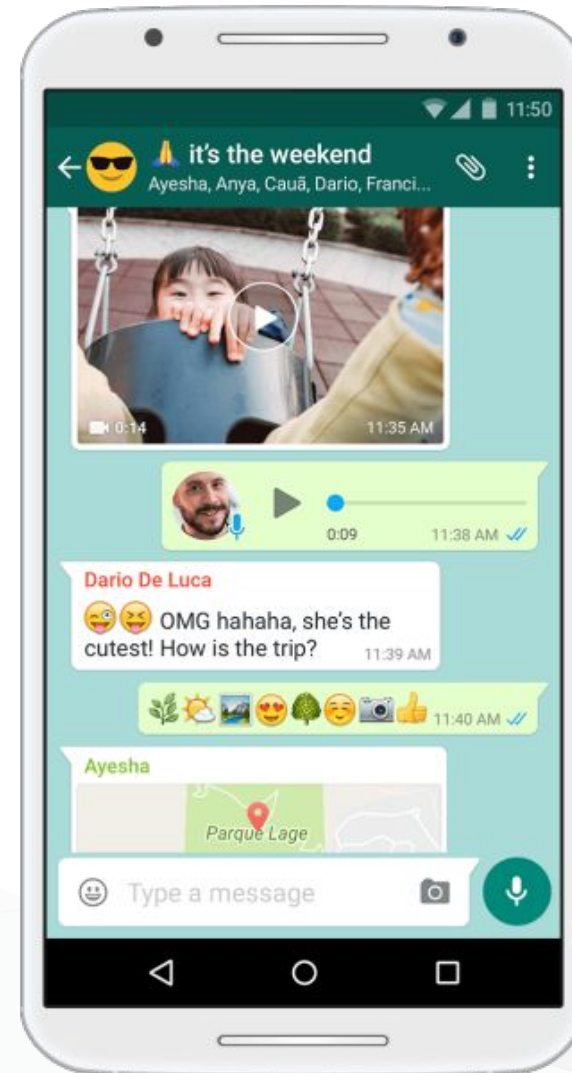 11:50
🙏 it's the weekend
Ayesha, Anya, Cauã, Dario, Franci...
0:14
11:35 AM
0:09
11:38 AM
Dario De Luca
😜😝 OMG hahaha, she's the
cutest! How is the trip?
11:39 AM
11:40 AM
Ayesha
Parque Lage
Type a message